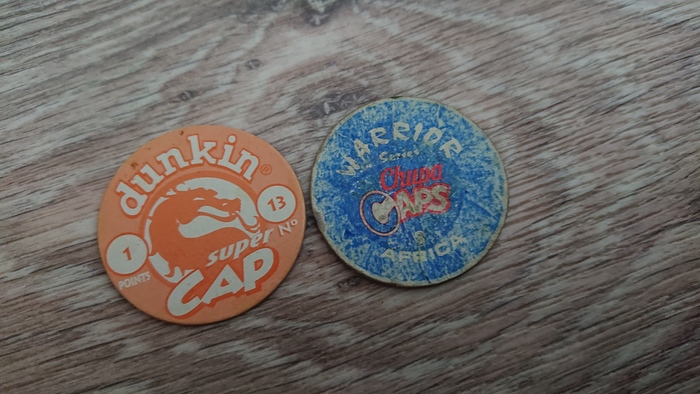 dunkin®
13
Nº
1
POINTS
super
CAP
WARRIOR
Series
Chupa
CAPS
AFRICA